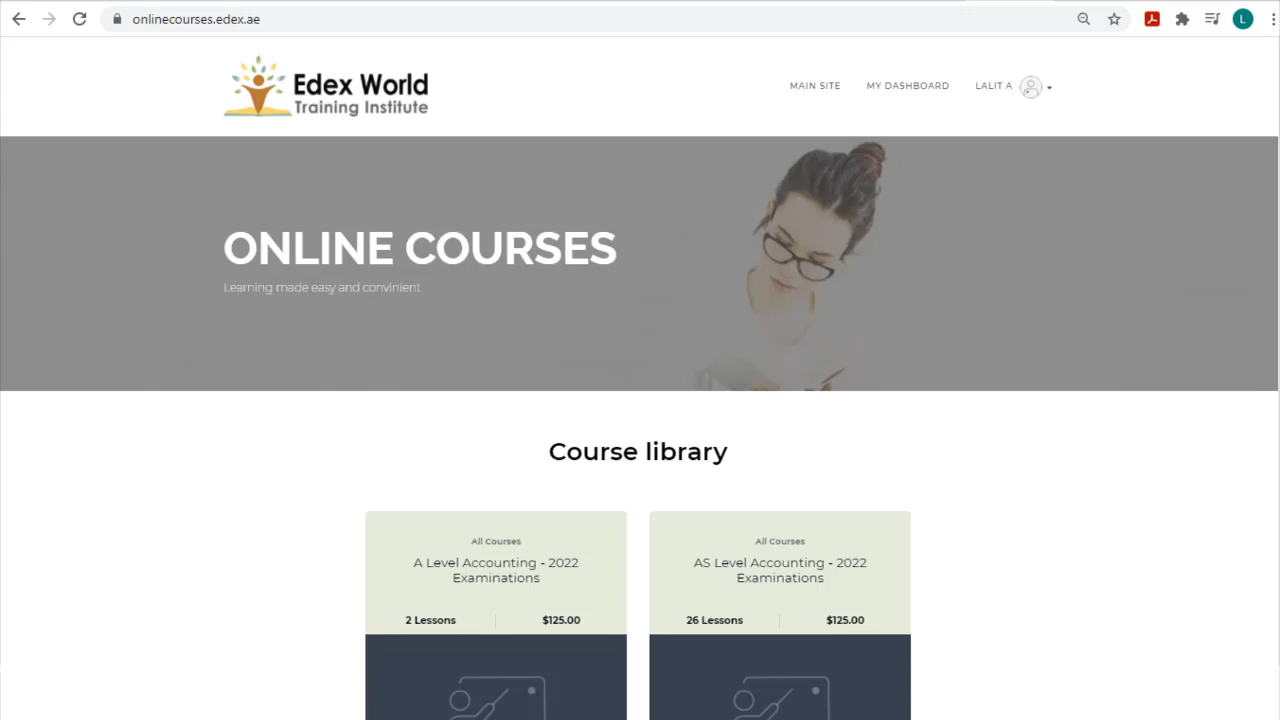 onlinecourses.edex.ae
L
Edex World
Training Institute
MAIN SITE
MY DASHBOARD
LALIT A
ONLINE COURSES
Learning made easy and convinient
Course library
All Courses
A Level Accounting - 2022
Examinations
2 Lessons
$125.00
All Courses
AS Level Accounting - 2022
Examinations
26 Lessons
$125.00